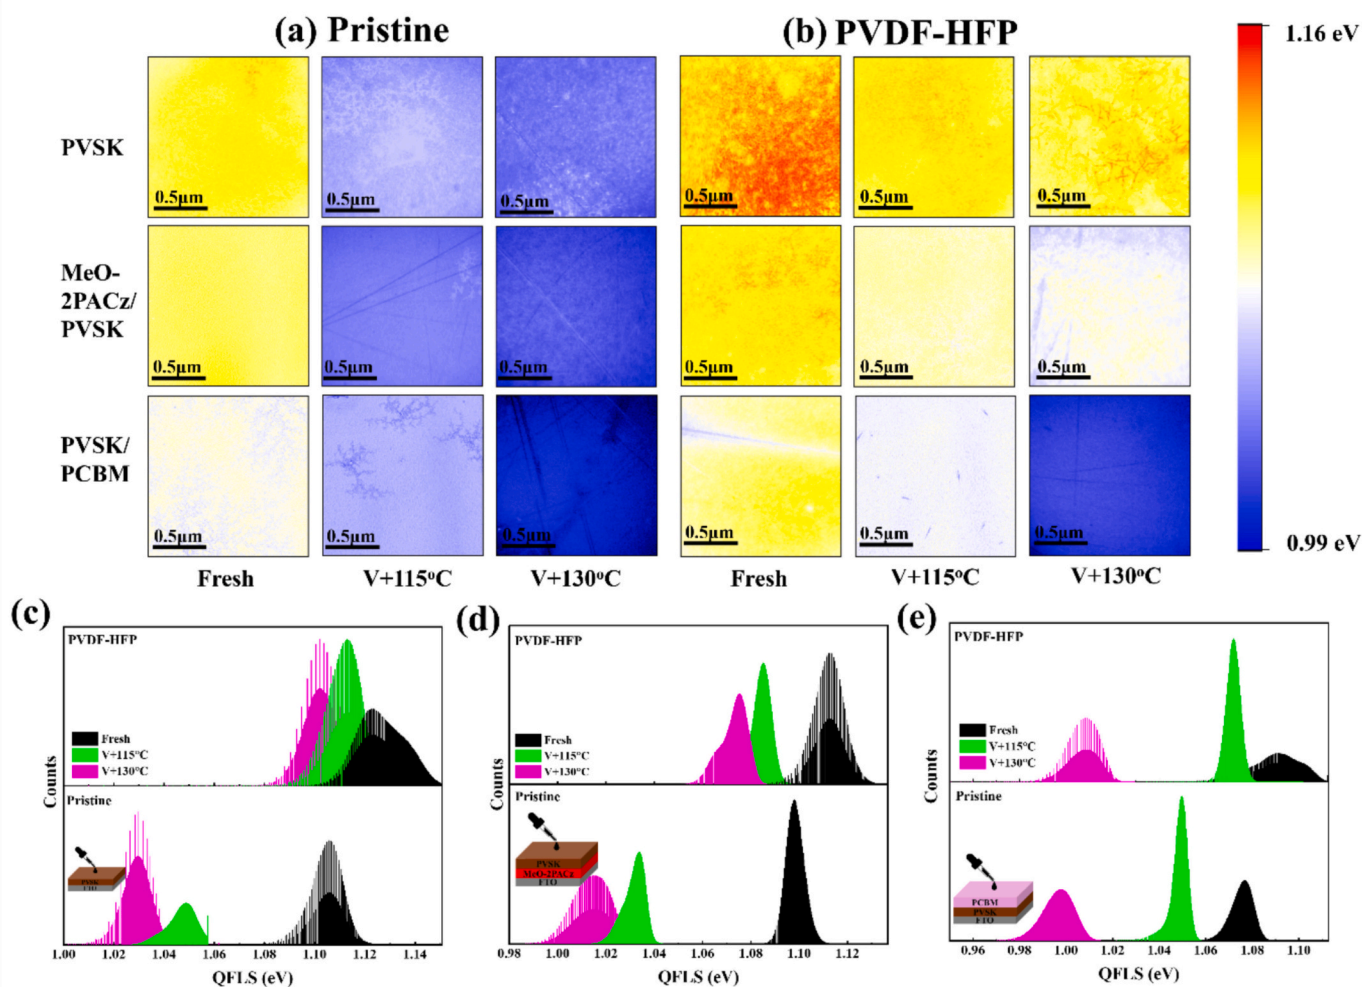 (a) Pristine
(b) PVDF-HFP
1.16 eV
PVSK
0.5μm
0.5μm
0.5μm
0.5μm
0.5μm
0.5μm
MeO-
2PACz/
PVSK
0.5μm
0.5μm
0.5μm
0.5μm
0.5μm
0.5μm
PVSK/
PCBM
0.5μm
0.5μm
0.5μm
0.5μm
0.5μm
0.5μm
0.99 eV
Fresh
V+115°C
V+130°C
Fresh
V+115°C
V+130°C
(c)
PVDF-HFP
Fresh
V+115°C
V+130°C
Counts
Pristine
PVSK
FTO
1.00 1.02 1.04 1.06 1.08 1.10 1.12 1.14
QFLS (eV)
(d)
PVDF-HFP
Fresh
V+115°C
V+130°C
Counts
Pristine
PVSK
MeO-2PACz
FTO
0.98 1.00 1.02 1.04 1.06 1.08 1.10 1.12
QFLS (eV)
(e)
PVDF-HFP
Fresh
V+115°C
V+130°C
Counts
Pristine
PCBM
PVSK
FTO
0.96 0.98 1.00 1.02 1.04 1.06 1.08 1.10
QFLS (eV)